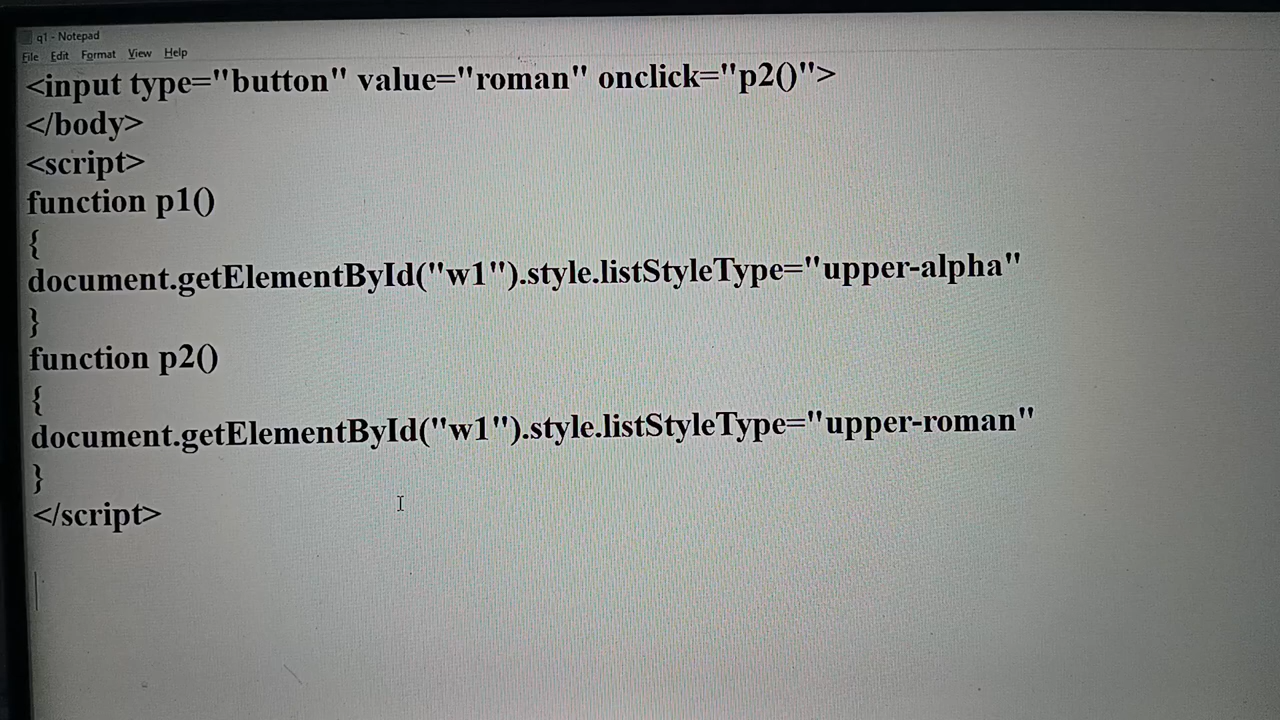 q1 - Notepad
File Edit Format View Help
<input type="button" value="roman" onclick="p2()">
</body>
<script>
function p1()
{
document.getElementById("w1").style.listStyleType="upper-alpha"
}
function p2()
{
document.getElementById("w1").style.listStyleType="upper-roman"
}
</script>